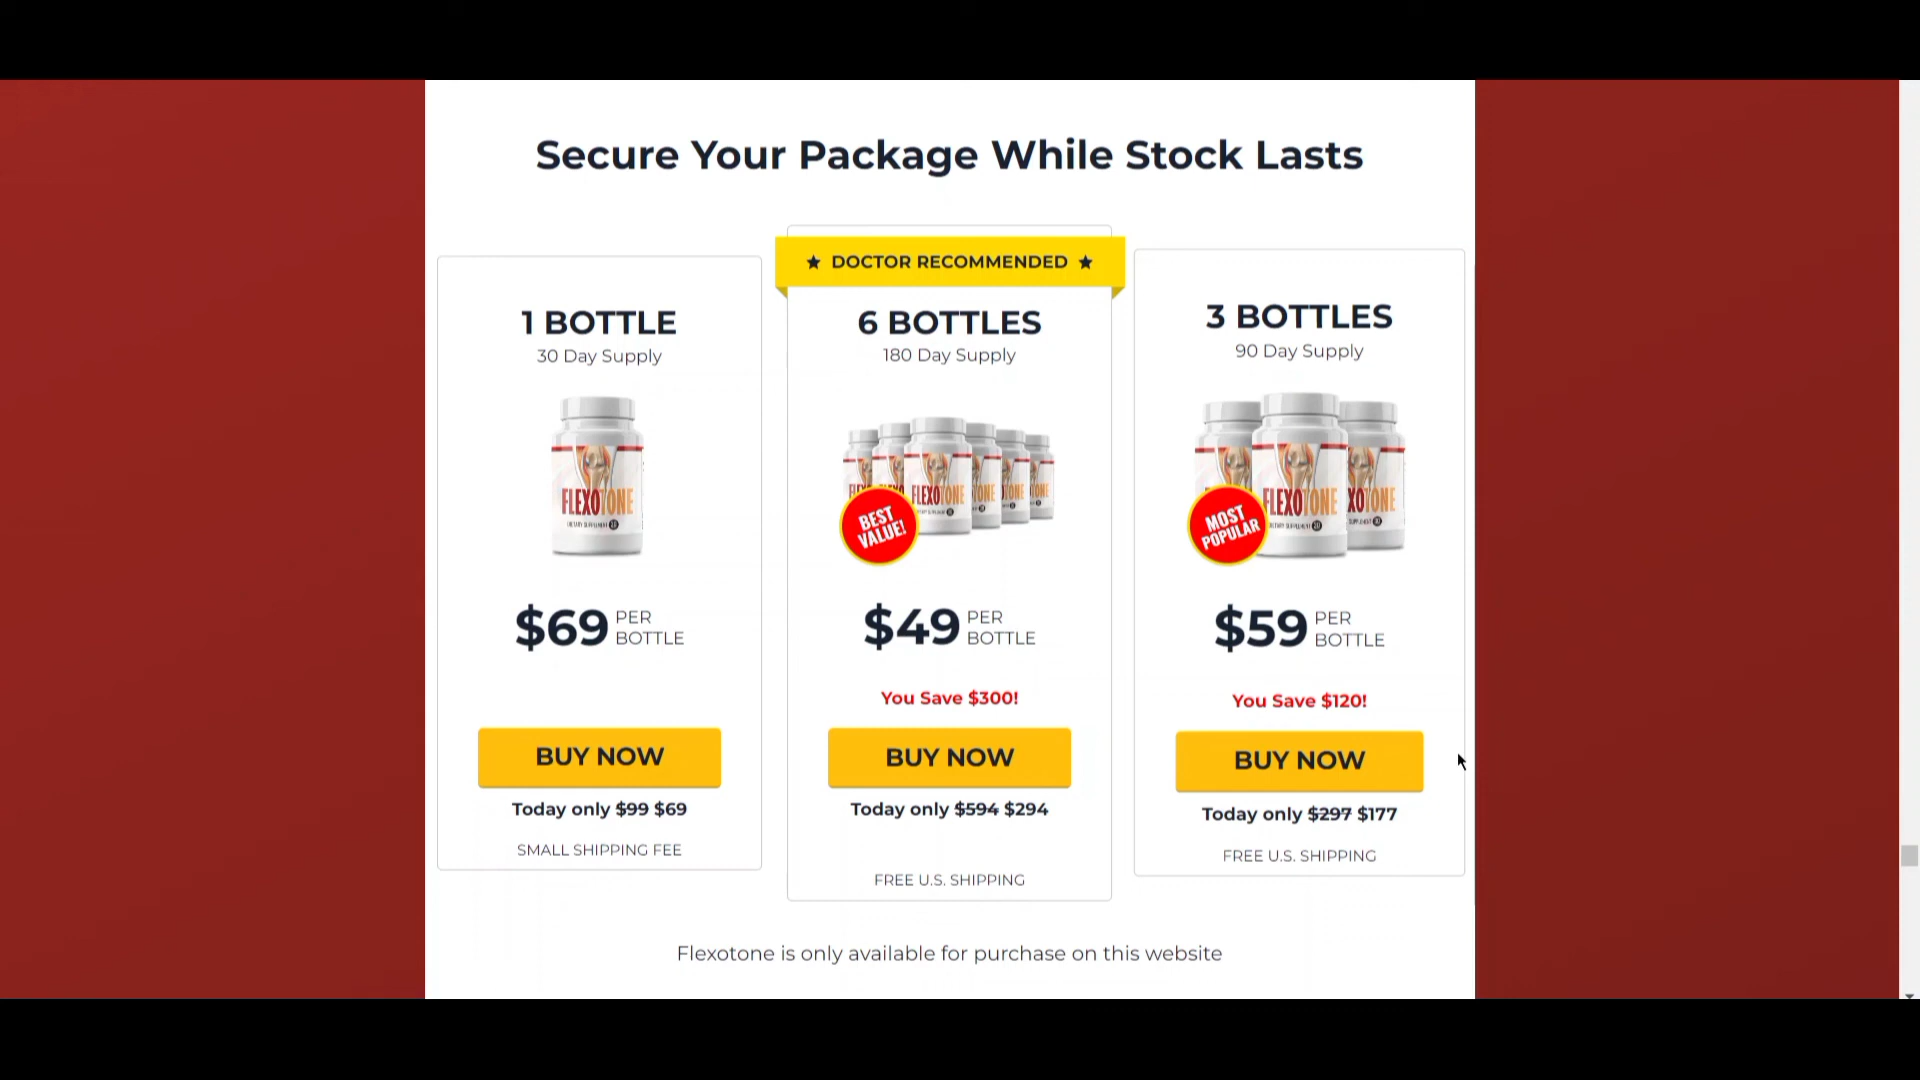 Secure Your Package While Stock Lasts
1 BOTTLE
30 Day Supply
FLEXOTONE
DIETARY SUPPLEMENT 30
$69 PER
BOTTLE
BUY NOW
Today only $99 $69
SMALL SHIPPING FEE
★ DOCTOR RECOMMENDED ★
6 BOTTLES
180 Day Supply
FLEXOTONE
BEST
VALUE!
$49 PER
BOTTLE
You Save $300!
BUY NOW
Today only $594 $294
FREE U.S. SHIPPING
3 BOTTLES
90 Day Supply
FLEXOTONE
MOST
POPULAR
$59 PER
BOTTLE
You Save $120!
BUY NOW
Today only $297 $177
FREE U.S. SHIPPING
Flexotone is only available for purchase on this website